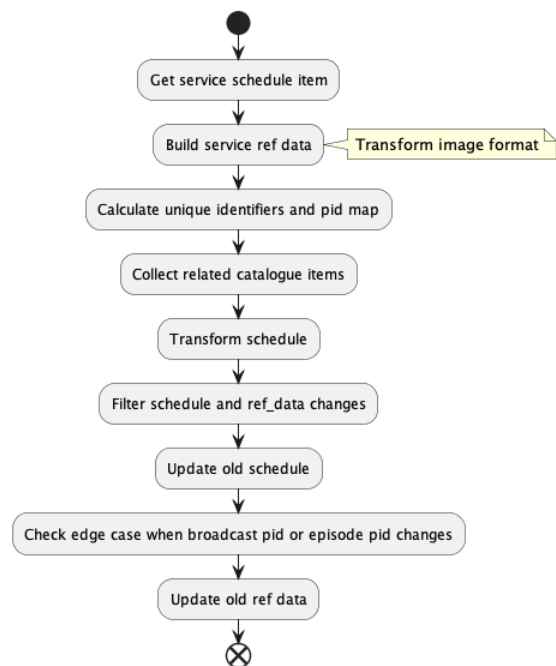 Get service schedule item
Build service ref data
Transform image format
Calculate unique identifiers and pid map
Collect related catalogue items
Transform schedule
Filter schedule and ref_data changes
Update old schedule
Check edge case when broadcast pid or episode pid changes
Update old ref data